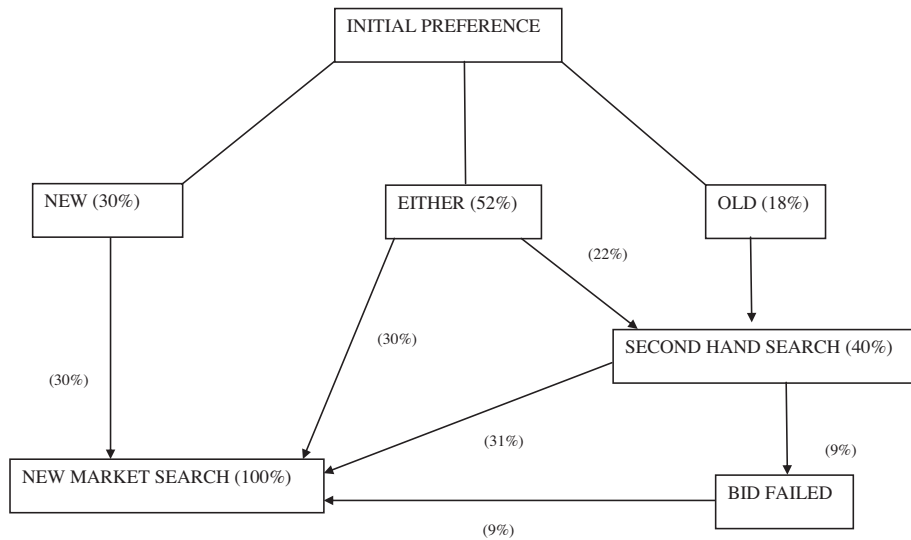 INITIAL PREFERENCE
NEW (30%)
EITHER (52%)
OLD (18%)
(22%)
(30%)
SECOND HAND SEARCH (40%)
(30%)
(31%)
(9%)
NEW MARKET SEARCH (100%)
BID FAILED
(9%)